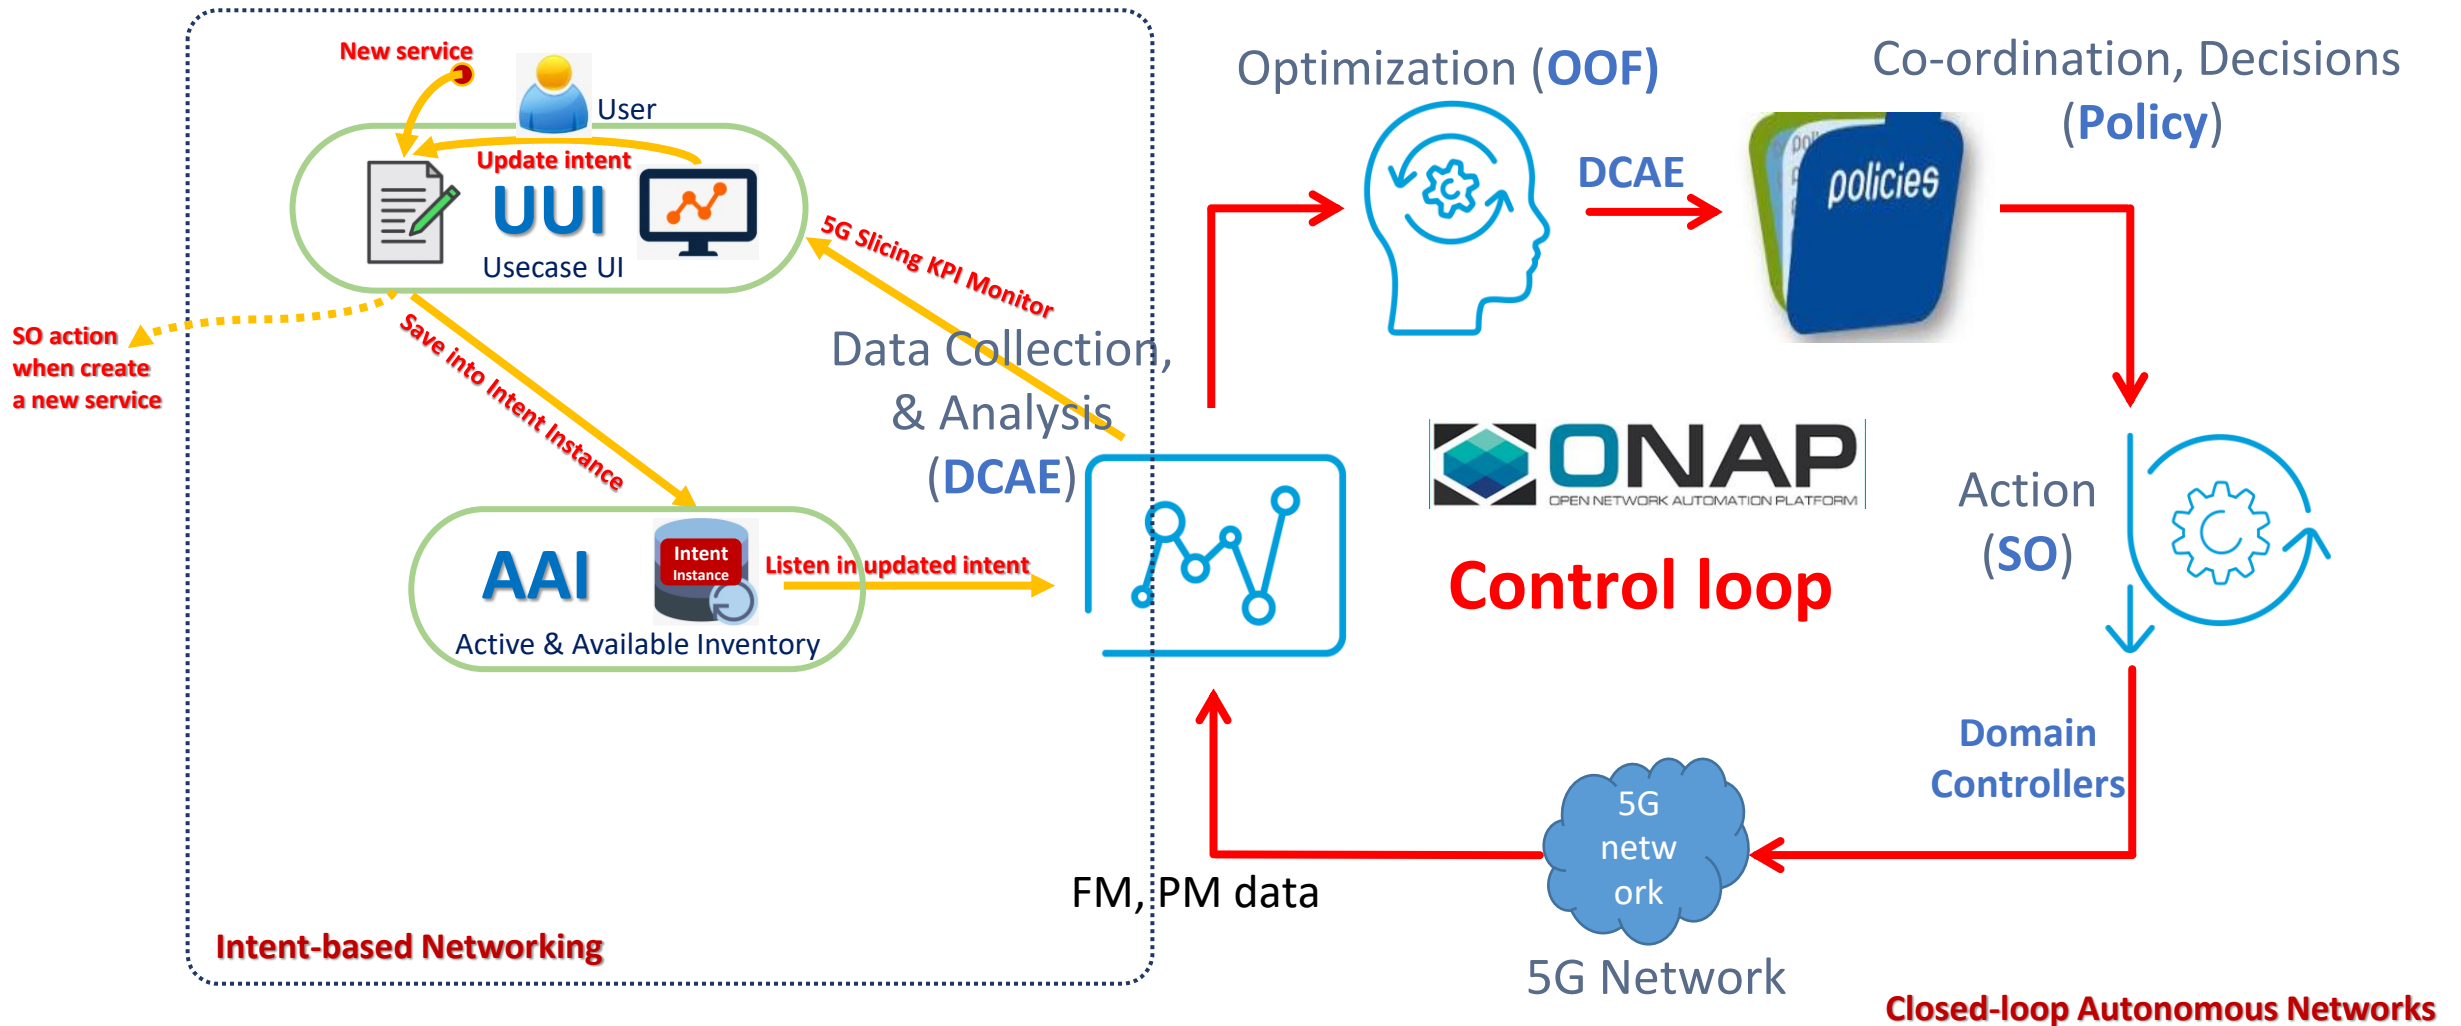 New service
User
Update intent
UUI
Usecase UI
SO action
when create
a new service
Save into Intent Instance
5G Slicing KPI Monitor
Data Collection,
& Analysis
(DCAE)
AAI
Intent
Instance
Listen in updated intent
Active & Available Inventory
Intent-based Networking
Optimization (OOF)
DCAE
Co-ordination, Decisions
(Policy)
policies
ONAP
OPEN NETWORK AUTOMATION PLATFORM
Control loop
Action
(SO)
Domain
Controllers
5G
netw
ork
FM, PM data
5G Network
Closed-loop Autonomous Networks